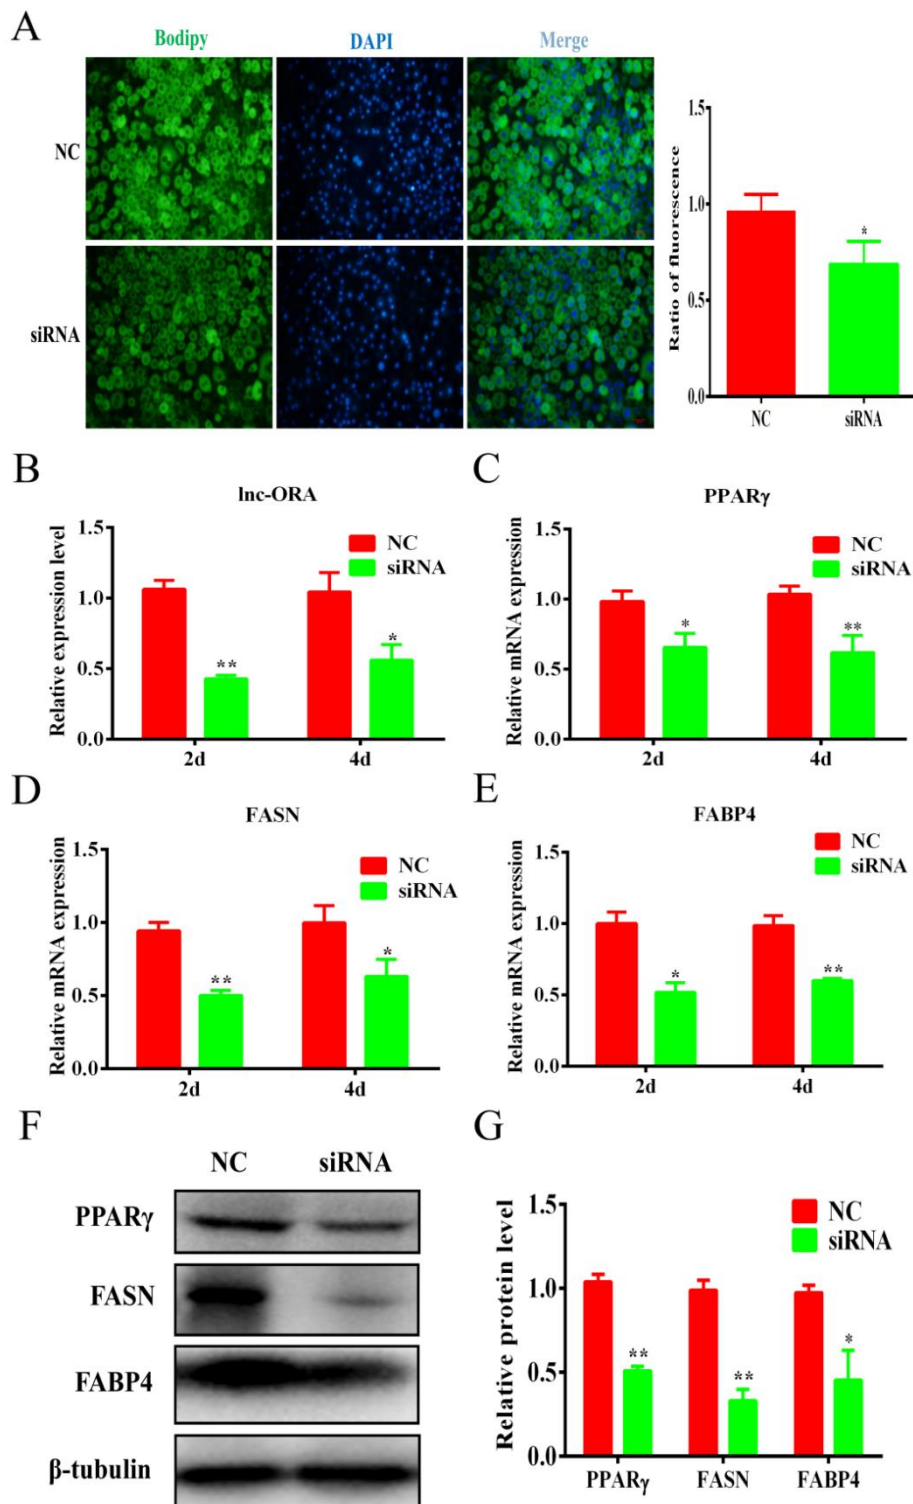 A
Bodipy DAPI Merge
NC
siRNA
Ratio of fluorescence
1.5
1.0
0.5
0.0
*
NC siRNA
B
lnc-ORA
Relative expression level
1.5
1.0
0.5
0.0
NC
siRNA
** *
2d 4d
C
PPARγ
Relative mRNA expression
1.5
1.0
0.5
0.0
NC
siRNA
* **
2d 4d
D
FASN
Relative mRNA expression
1.5
1.0
0.5
0.0
NC
siRNA
** *
2d 4d
E
FABP4
Relative mRNA expression
1.5
1.0
0.5
0.0
NC
siRNA
* **
2d 4d
F
NC siRNA
PPARγ
FASN
FABP4
β-tubulin
G
Relative protein level
1.5
1.0
0.5
0.0
NC
siRNA
** ** *
PPARγ FASN FABP4